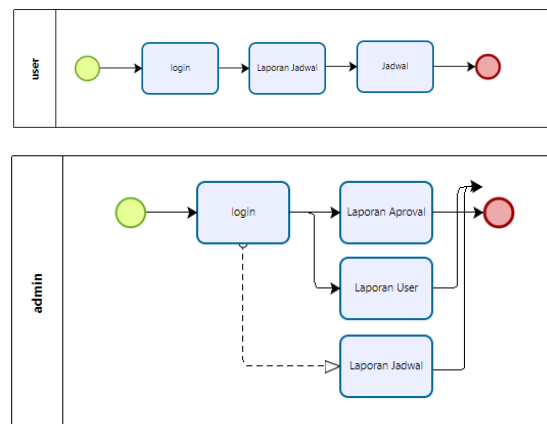 user
login
Laporan Jadwal
Jadwal
admin
login
Laporan Aproval
Laporan User
Laporan Jadwal